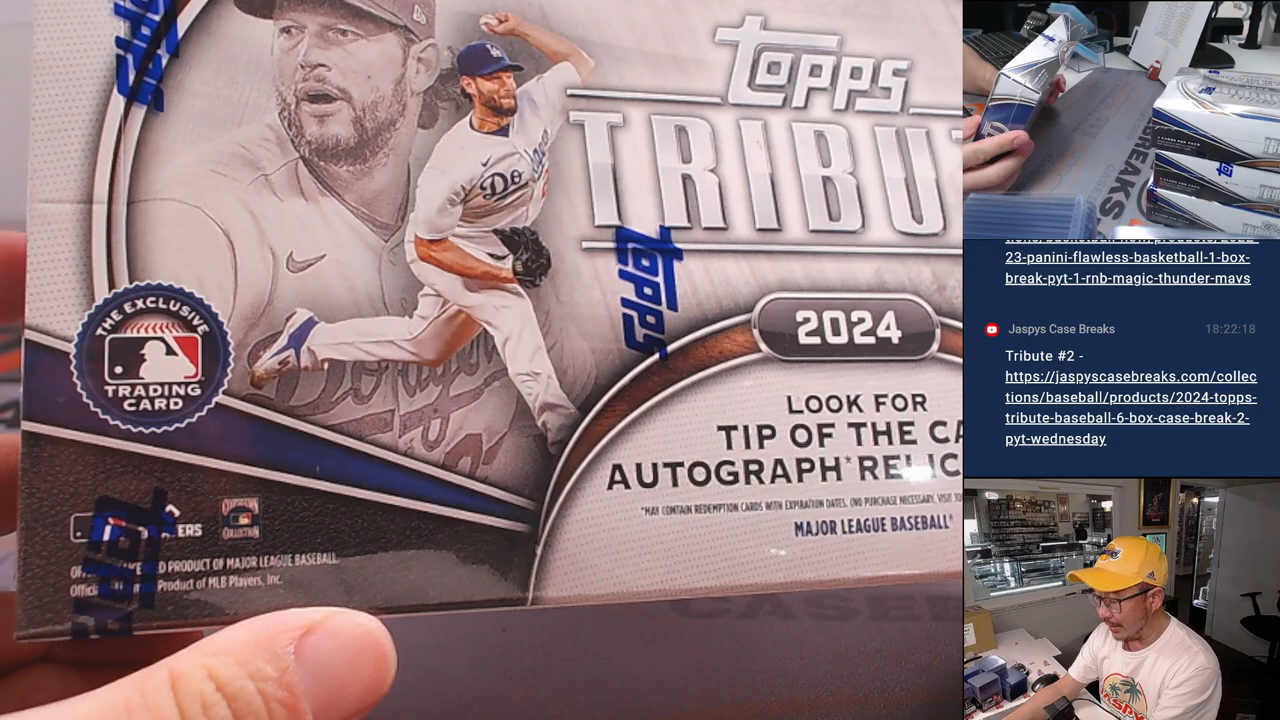 TOPPS
TRIBU
TOPPS
2024
THE EXCLUSIVE
TRADING
CARD
Dodgers
LOOK FOR
TIP OF THE CA
AUTOGRAPH* RELIC
*MAY CONTAIN REDEMPTION CARDS WITH EXPIRATION DATES. (NO PURCHASE NECESSARY, VISIT
MAJOR LEAGUE BASEBALL
PRODUCT OF MAJOR LEAGUE BASEBALL.
Product of MLB Players, Inc.
CASE
BREAKS
23-panini-flawless-basketball-1-box-
break-pyt-1-rnb-magic-thunder-mavs
Jaspys Case Breaks 18:22:18
Tribute #2 -
https://jaspyscasebreaks.com/collec
tions/baseball/products/2024-topps-
tribute-baseball-6-box-case-break-2-
pyt-wednesday